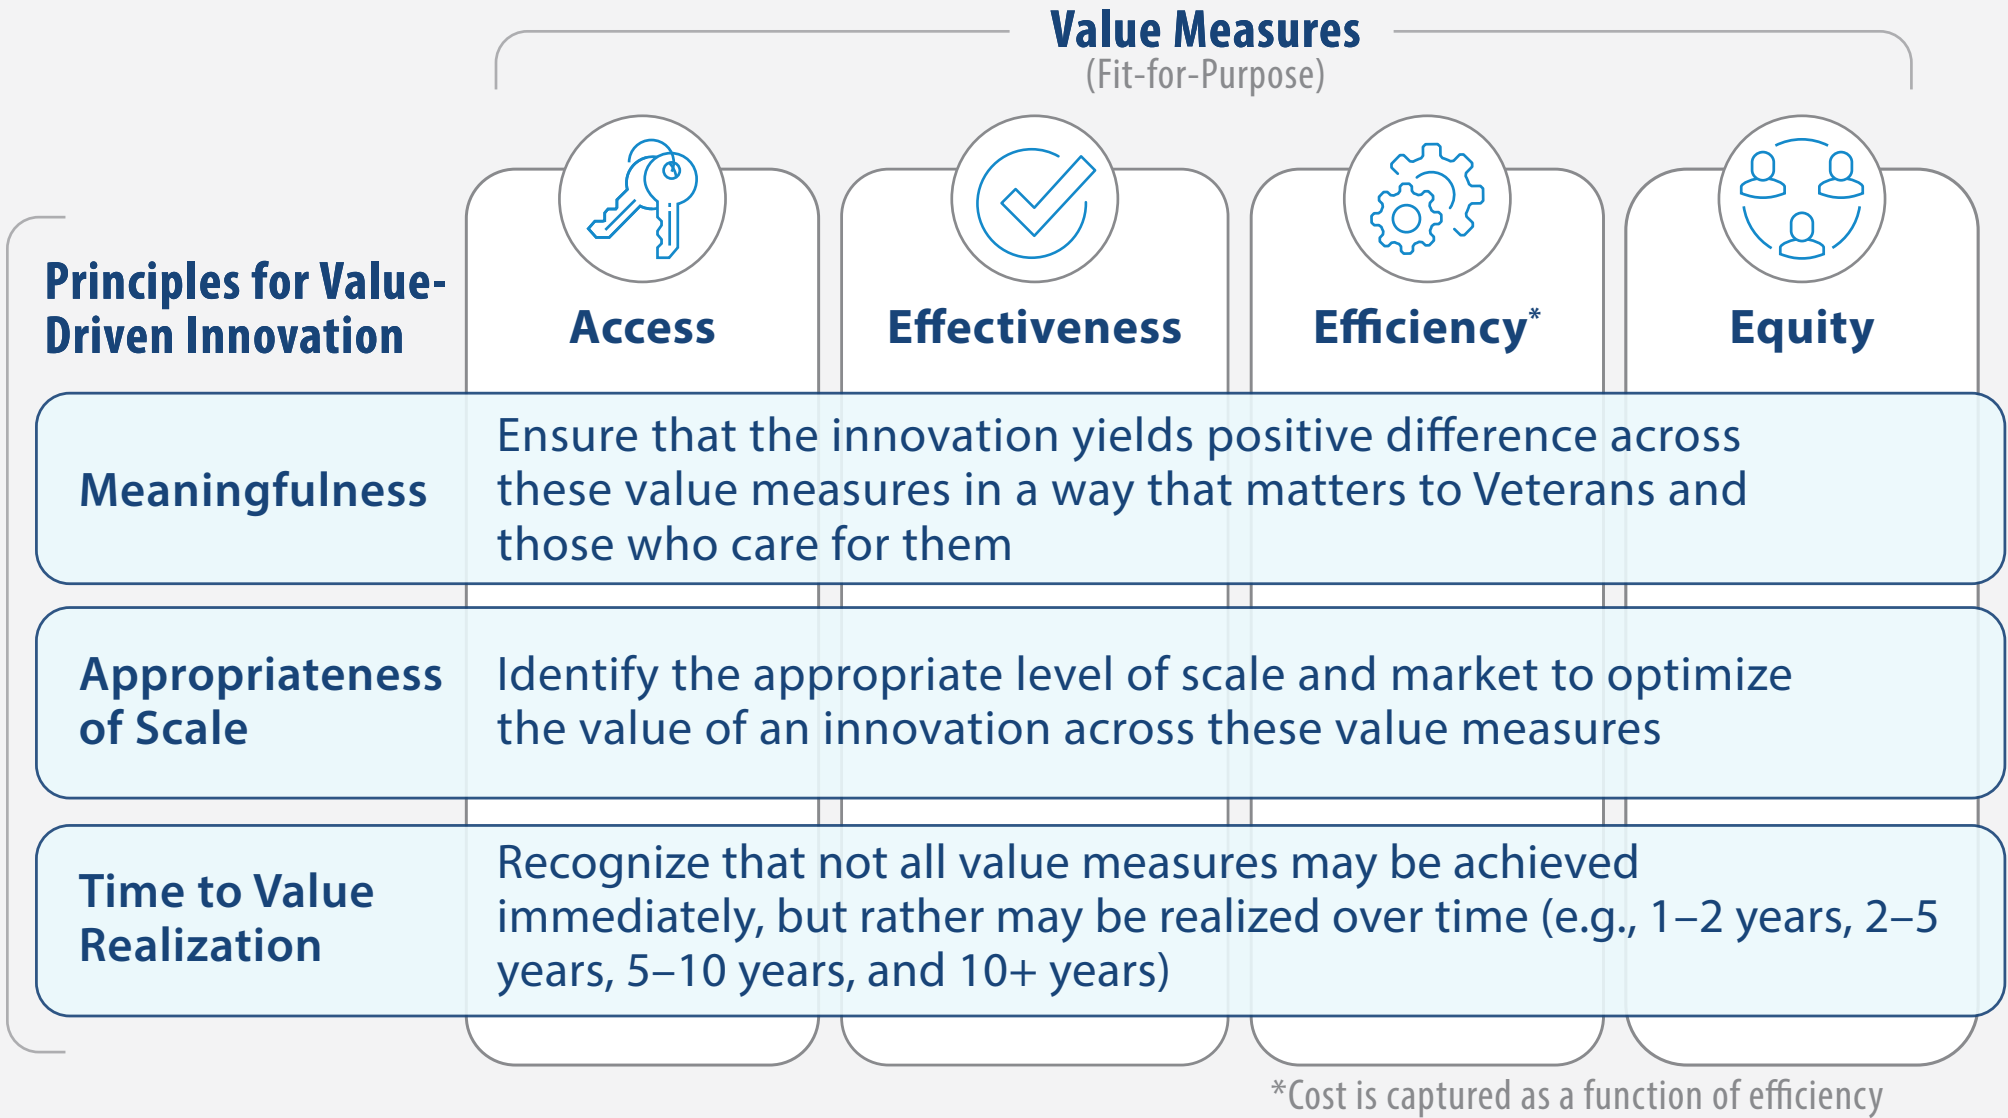 Value Measures
(Fit-for-Purpose)
Principles for Value-
Driven Innovation
Access
Effectiveness
Efficiency*
Equity
Meaningfulness
Ensure that the innovation yields positive difference across
these value measures in a way that matters to Veterans and
those who care for them
Appropriateness
of Scale
Identify the appropriate level of scale and market to optimize
the value of an innovation across these value measures
Time to Value
Realization
Recognize that not all value measures may be achieved
immediately, but rather may be realized over time (e.g., 1–2 years, 2–5
years, 5–10 years, and 10+ years)
*Cost is captured as a function of efficiency